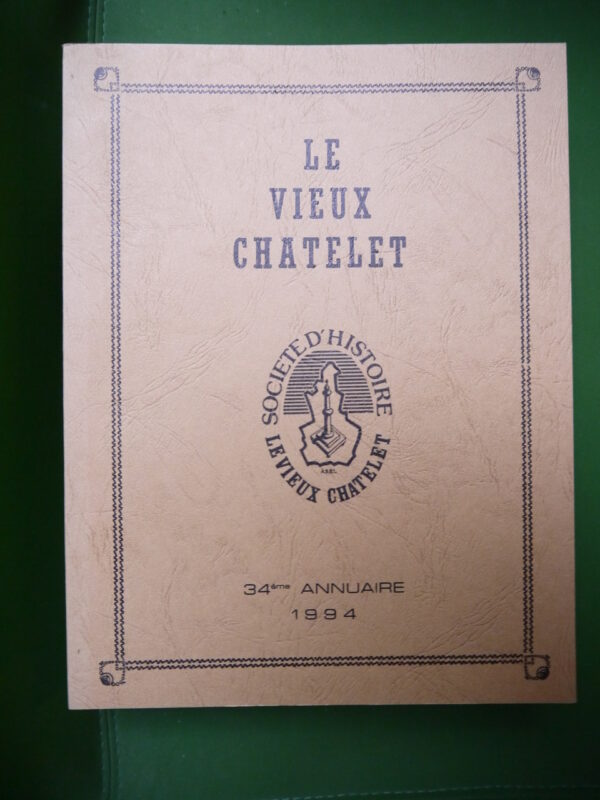 LE
VIEUX
CHATELET
SOCIETE D'HISTOIRE
LE VIEUX CHATELET
34ème ANNUAIRE
1994